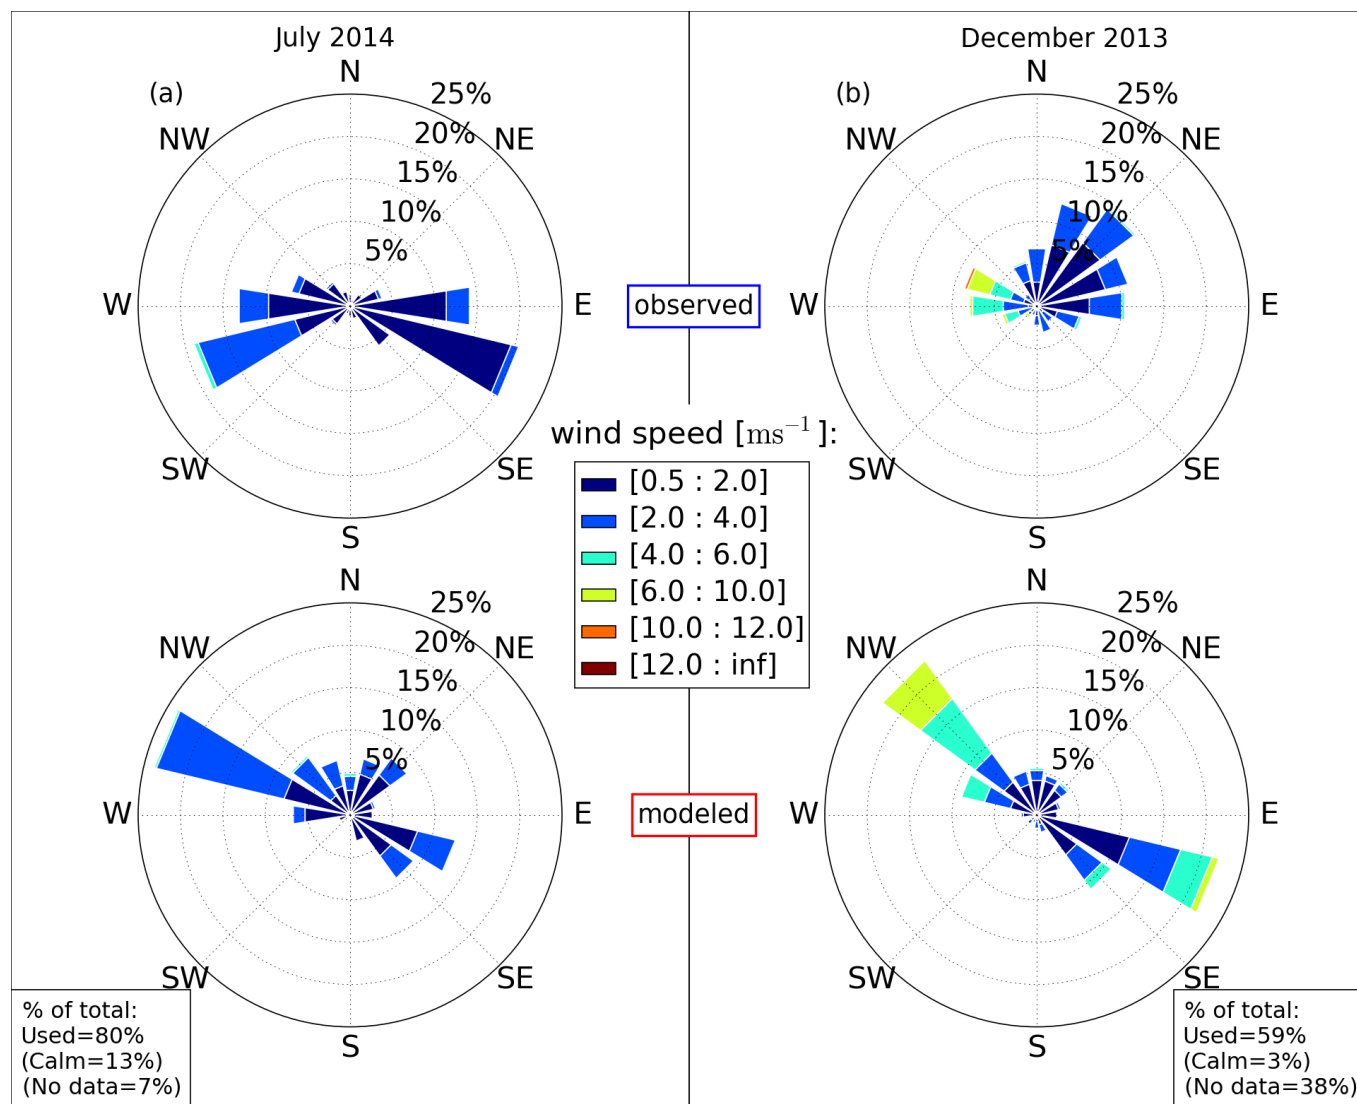 July 2014
December 2013
(a)
N
25%
20%
15%
10%
5%
NW
NE
W
E
SW
SE
S
(b)
N
25%
20%
15%
10%
5%
NW
NE
W
E
SW
SE
S
observed
wind speed [ms⁻¹]:
[0.5 : 2.0]
[2.0 : 4.0]
[4.0 : 6.0]
[6.0 : 10.0]
[10.0 : 12.0]
[12.0 : inf]
N
25%
20%
15%
10%
5%
NW
NE
W
E
SW
SE
S
modeled
N
25%
20%
15%
10%
5%
NW
NE
W
E
SW
SE
S
% of total:
Used=80%
(Calm=13%)
(No data=7%)
% of total:
Used=59%
(Calm=3%)
(No data=38%)